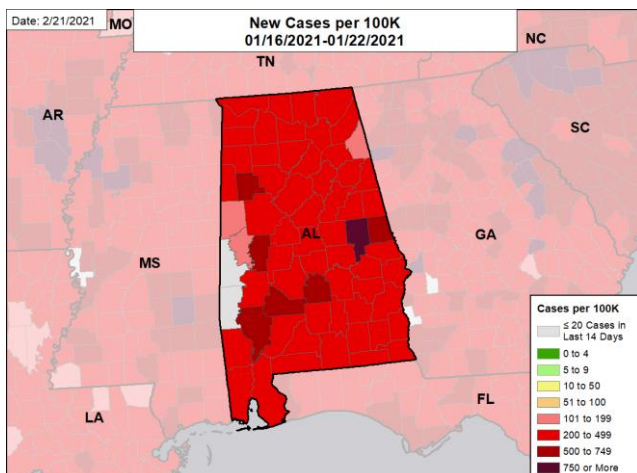 Date: 2/21/2021
New Cases per 100K
01/16/2021-01/22/2021
MO
TN
NC
AR
SC
MS
AL
GA
LA
FL
Cases per 100K
≤ 20 Cases in
Last 14 Days
0 to 4
5 to 9
10 to 50
51 to 100
101 to 199
200 to 499
500 to 749
750 or More